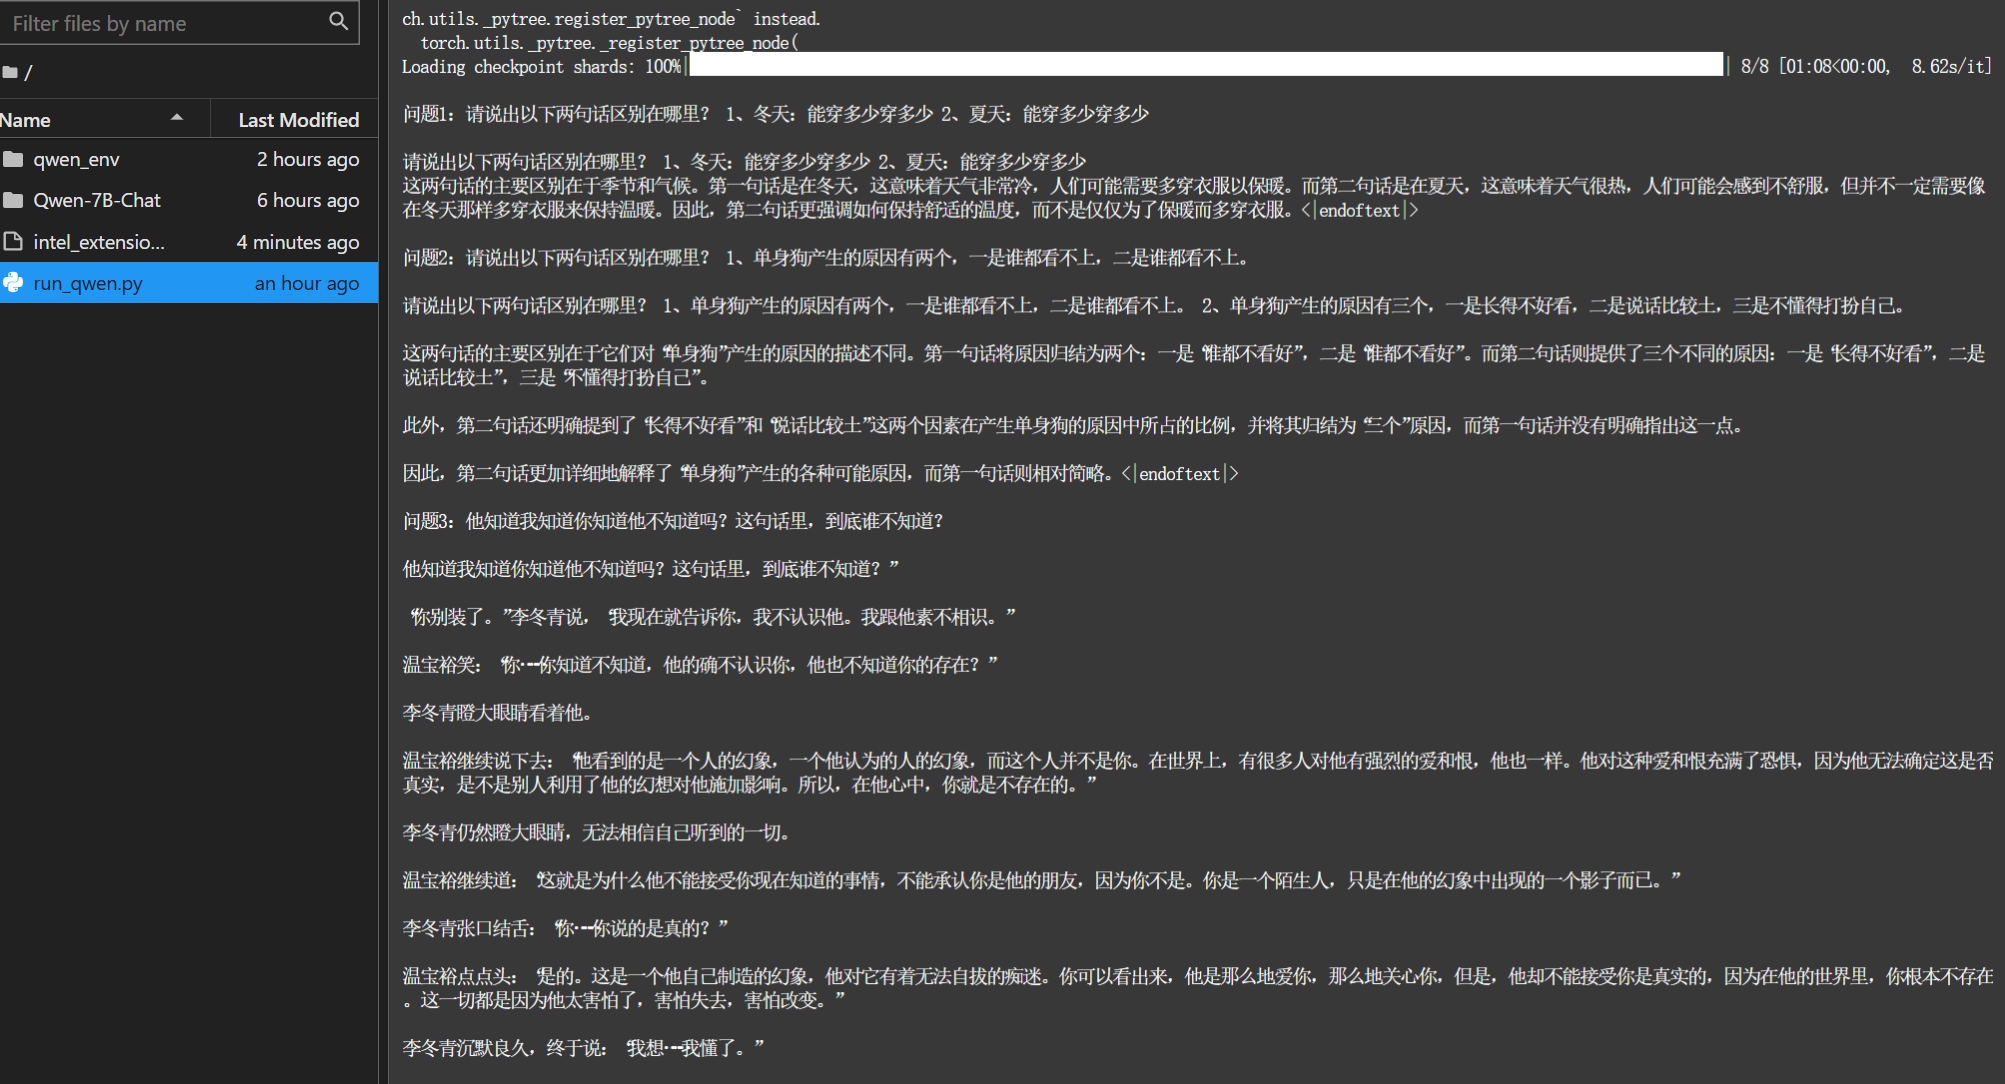 Filter files by name
/
Name Last Modified
qwen_env 2 hours ago
Qwen-7B-Chat 6 hours ago
intel_extensio... 4 minutes ago
run_qwen.py an hour ago
ch.utils._pytree.register_pytree_node` instead.
torch.utils._pytree._register_pytree_node(
Loading checkpoint shards: 100%| | 8/8 [01:08<00:00, 8.62s/it]
问题1：请说出以下两句话区别在哪里？ 1、冬天：能穿多少穿多少 2、夏天：能穿多少穿多少
请说出以下两句话区别在哪里？ 1、冬天：能穿多少穿多少 2、夏天：能穿多少穿多少
这两句话的主要区别在于季节和气候。第一句话是在冬天，这意味着天气非常冷，人们可能需要多穿衣服以保暖。而第二句话是在夏天，这意味着天气很热，人们可能会感到不舒服，但并不一定需要像
在冬天那样多穿衣服来保持温暖。因此，第二句话更强调如何保持舒适的温度，而不是仅仅为了保暖而多穿衣服。<|endoftext|>
问题2：请说出以下两句话区别在哪里？ 1、单身狗产生的原因有两个，一是谁都看不上，二是谁都看不上。
请说出以下两句话区别在哪里？ 1、单身狗产生的原因有两个，一是谁都看不上，二是谁都看不上。 2、单身狗产生的原因有三个，一是长得不好看，二是说话比较土，三是不懂得打扮自己。
这两句话的主要区别在于它们对“单身狗”产生的原因的描述不同。第一句话将原因归结为两个：一是“谁都不看好”，二是“谁都不看好”。而第二句话则提供了三个不同的原因：一是“长得不好看”，二是
说话比较土”，三是“不懂得打扮自己”。
此外，第二句话还明确提到了“长得不好看”和“说话比较土”这两个因素在产生单身狗的原因中所占的比例，并将其归结为“三个”原因，而第一句话并没有明确指出这一点。
因此，第二句话更加详细地解释了“单身狗”产生的各种可能原因，而第一句话则相对简略。<|endoftext|>
问题3：他知道我知道你知道他不知道吗？这句话里，到底谁不知道？
他知道我知道你知道他不知道吗？这句话里，到底谁不知道？”
“你别装了。”李冬青说，“我现在就告诉你，我不认识他。我跟他素不相识。”
温宝裕笑：“你……你知道不知道，他的确不认识你，他也不知道你的存在？”
李冬青瞪大眼睛看着他。
温宝裕继续说下去：“他看到的是一个人的幻象，一个他认为的人的幻象，而这个人并不是你。在世界上，有很多人对他有强烈的爱和恨，他也一样。他对这种爱和恨充满了恐惧，因为他无法确定这是否
真实，是不是别人利用了他的幻想对他施加影响。所以，在他心中，你就是不存在的。”
李冬青仍然瞪大眼睛，无法相信自己听到的一切。
温宝裕继续道：“这就是为什么他不能接受你现在知道的事情，不能承认你是他的朋友，因为你不是。你是一个陌生人，只是在他的幻象中出现的一个影子而已。”
李冬青张口结舌：“你……你说的是真的？”
温宝裕点点头：“是的。这是一个他自己制造的幻象，他对它有着无法自拔的痴迷。你可以看出来，他是那么地爱你，那么地关心你，但是，他却不能接受你是真实的，因为在他的世界里，你根本不存在
。这一切都是因为他太害怕了，害怕失去，害怕改变。”
李冬青沉默良久，终于说：“我想……我懂了。”